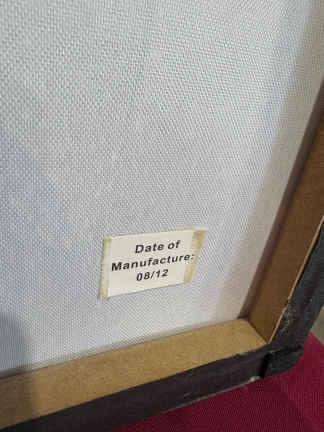 Date of
Manufacture:
08/12